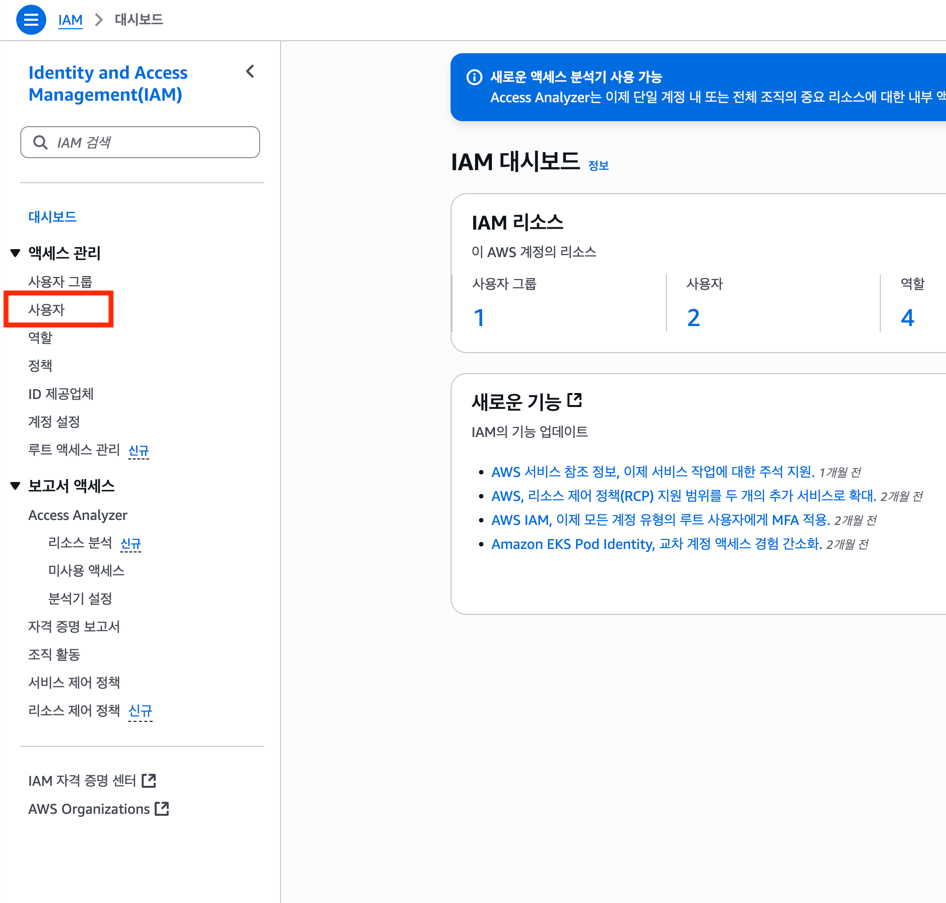 IAM > 대시보드
Identity and Access
Management(IAM)
IAM 검색
대시보드
액세스 관리
사용자 그룹
사용자
역할
정책
ID 제공업체
계정 설정
루트 액세스 관리 신규
보고서 액세스
Access Analyzer
리소스 분석 신규
미사용 액세스
분석기 설정
자격 증명 보고서
조직 활동
서비스 제어 정책
리소스 제어 정책 신규
IAM 자격 증명 센터
AWS Organizations
새로운 액세스 분석기 사용 가능
Access Analyzer는 이제 단일 계정 내 또는 전체 조직의 중요 리소스에 대한 내부 액
IAM 대시보드 정보
IAM 리소스
이 AWS 계정의 리소스
사용자 그룹
1
사용자
2
역할
4
새로운 기능
IAM의 기능 업데이트
• AWS 서비스 참조 정보, 이제 서비스 작업에 대한 주석 지원. 1개월 전
• AWS, 리소스 제어 정책(RCP) 지원 범위를 두 개의 추가 서비스로 확대. 2개월 전
• AWS IAM, 이제 모든 계정 유형의 루트 사용자에게 MFA 적용. 2개월 전
• Amazon EKS Pod Identity, 교차 계정 액세스 경험 간소화. 2개월 전